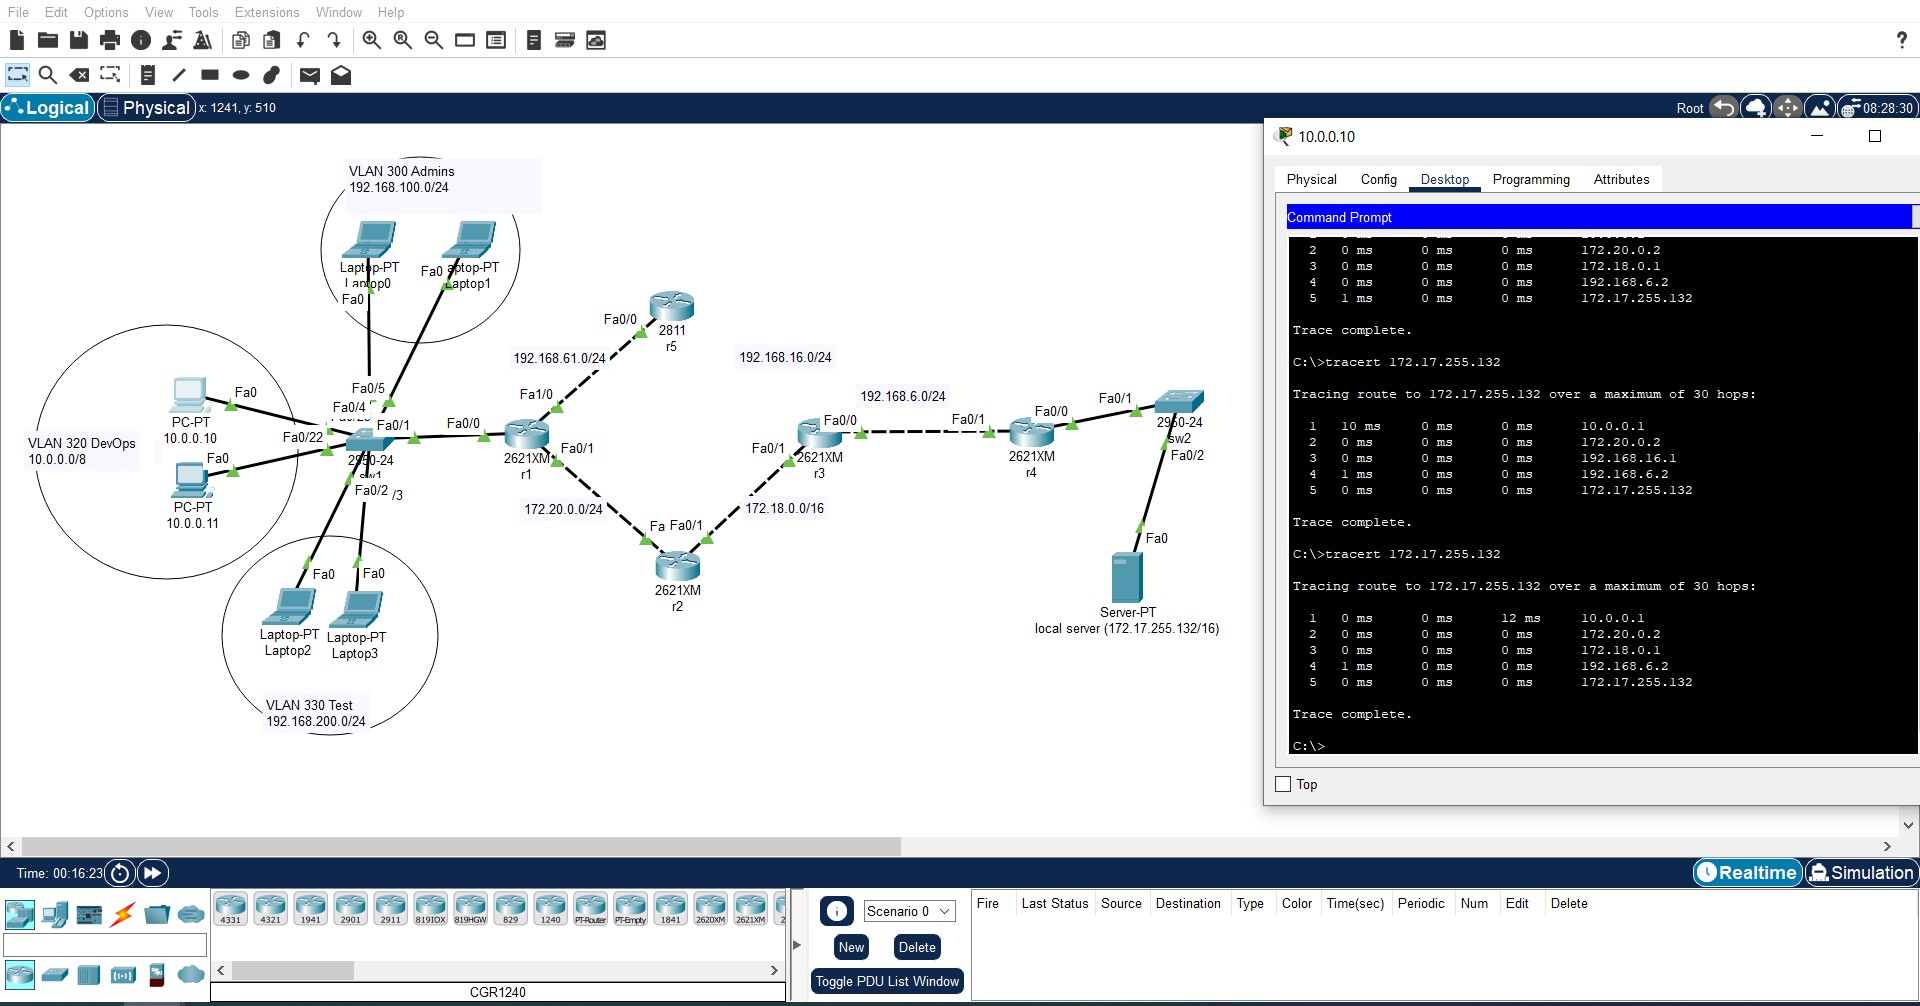 File Edit Options View Tools Extensions Window Help
?
Logical Physical x: 1241, y: 510 Root 08:28:30
VLAN 300 Admins
192.168.100.0/24
Laptop-PT
Laptop0
Fa0
Fa0
aptop-PT
Laptop1
VLAN 320 DevOps
10.0.0.0/8
PC-PT
10.0.0.10
Fa0
PC-PT
10.0.0.11
Fa0
Fa0/5
Fa0/4
Fa0/22
Fa0/1
2950-24
sw1
Fa0/2
/3
Fa0
Fa0
Laptop-PT
Laptop2
Laptop-PT
Laptop3
VLAN 330 Test
192.168.200.0/24
Fa0/0
2621XM
r1
Fa1/0
Fa0/1
192.168.61.0/24
Fa0/0
2811
r5
192.168.16.0/24
172.20.0.0/24
Fa Fa0/1
2621XM
r2
172.18.0.0/16
Fa0/1
Fa0/0
2621XM
r3
192.168.6.0/24
Fa0/1
Fa0/0
2621XM
r4
Fa0/1
2950-24
sw2
Fa0/2
Fa0
Server-PT
local server (172.17.255.132/16)
10.0.0.10
Physical Config Desktop Programming Attributes
Command Prompt
2 0 ms 0 ms 0 ms 172.20.0.2
3 0 ms 0 ms 0 ms 172.18.0.1
4 0 ms 0 ms 0 ms 192.168.6.2
5 1 ms 0 ms 0 ms 172.17.255.132
Trace complete.
C:\>tracert 172.17.255.132
Tracing route to 172.17.255.132 over a maximum of 30 hops:
1 10 ms 0 ms 0 ms 10.0.0.1
2 0 ms 0 ms 0 ms 172.20.0.2
3 0 ms 0 ms 0 ms 192.168.16.1
4 1 ms 0 ms 0 ms 192.168.6.2
5 0 ms 0 ms 0 ms 172.17.255.132
Trace complete.
C:\>tracert 172.17.255.132
Tracing route to 172.17.255.132 over a maximum of 30 hops:
1 0 ms 0 ms 12 ms 10.0.0.1
2 0 ms 0 ms 0 ms 172.20.0.2
3 0 ms 0 ms 0 ms 172.18.0.1
4 1 ms 0 ms 0 ms 192.168.6.2
5 0 ms 0 ms 0 ms 172.17.255.132
Trace complete.
C:\>
Top
Time: 00:16:23 Realtime Simulation
4331 4321 1941 2901 2911 819IOX 819HGW 829 1240 PT-Router PT-Empty 1841 2620XM 2621XM 2
CGR1240
Scenario 0
New Delete
Toggle PDU List Window
Fire Last Status Source Destination Type Color Time(sec) Periodic Num Edit Delete